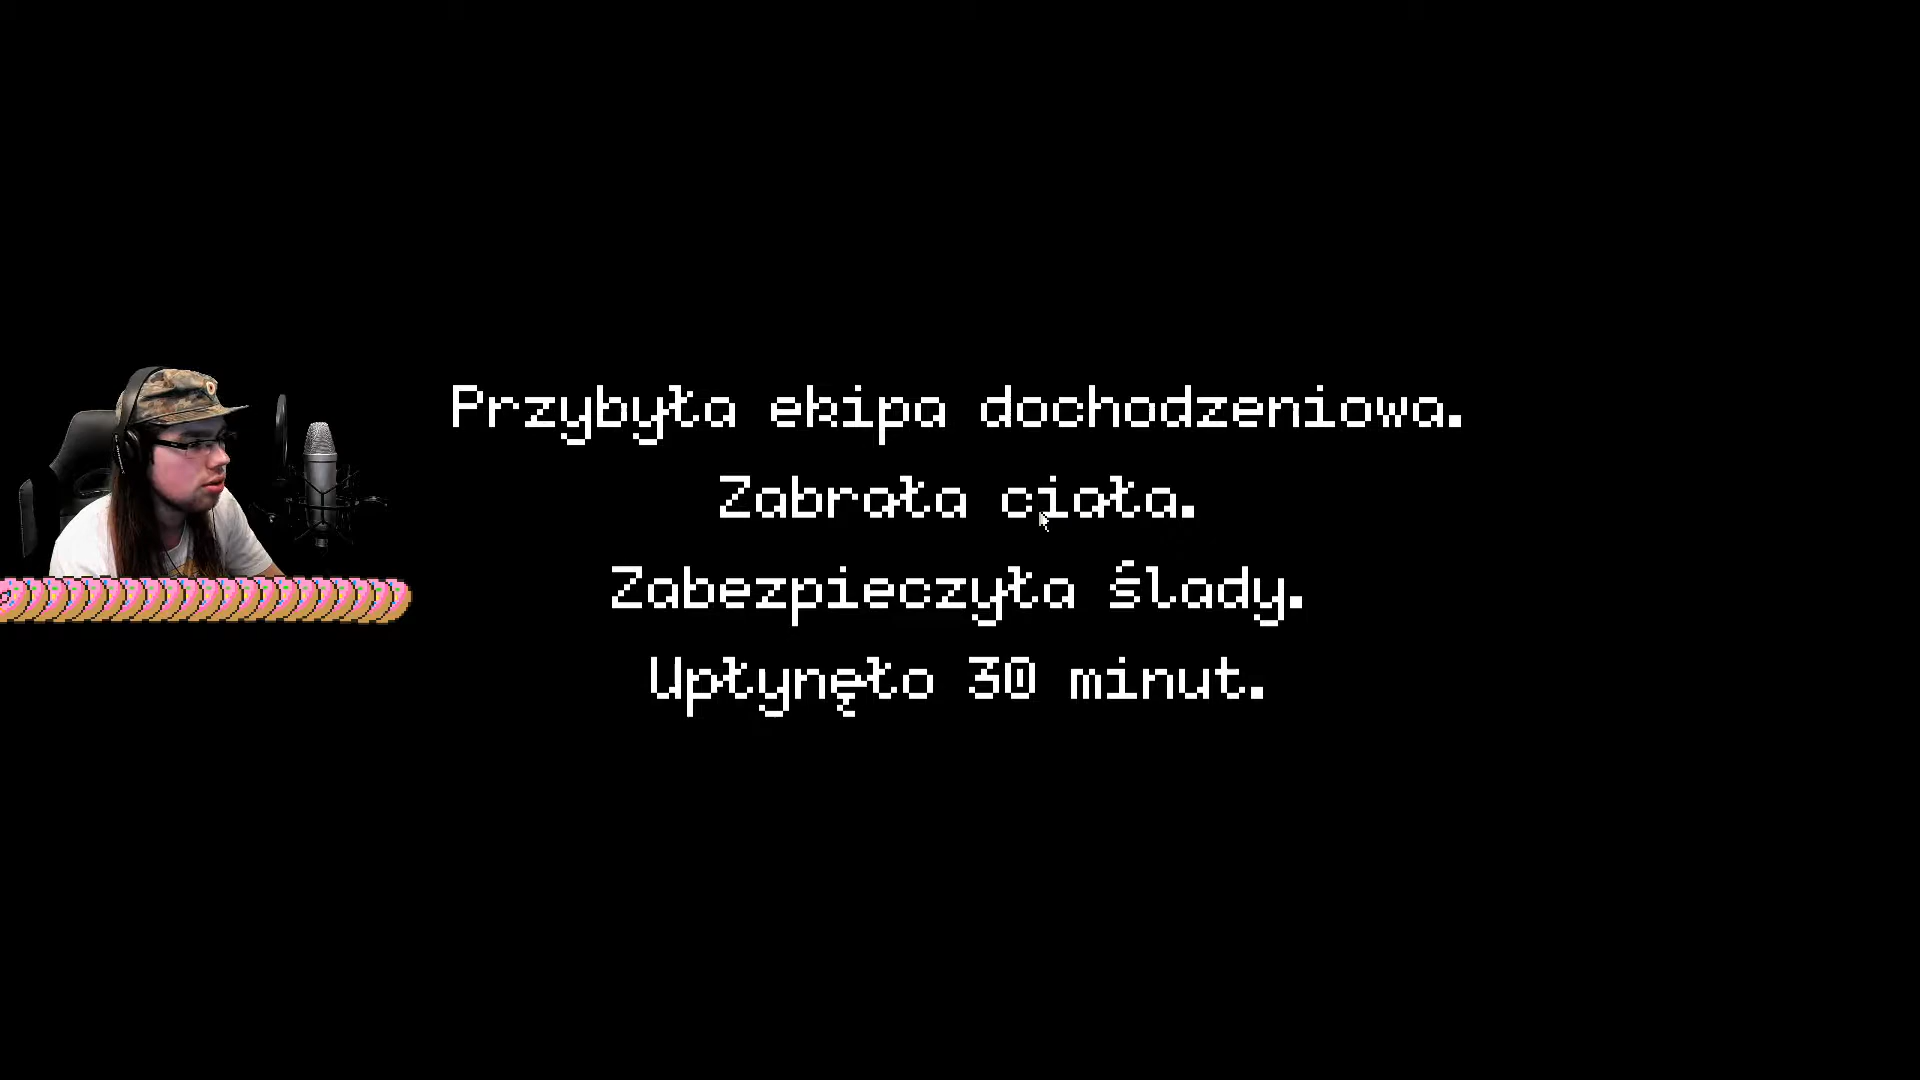 Przybyła ekipa dochodzeniowa.
Zabrała ciała.
Zabezpieczyła ślady.
Upłynęło 30 minut.